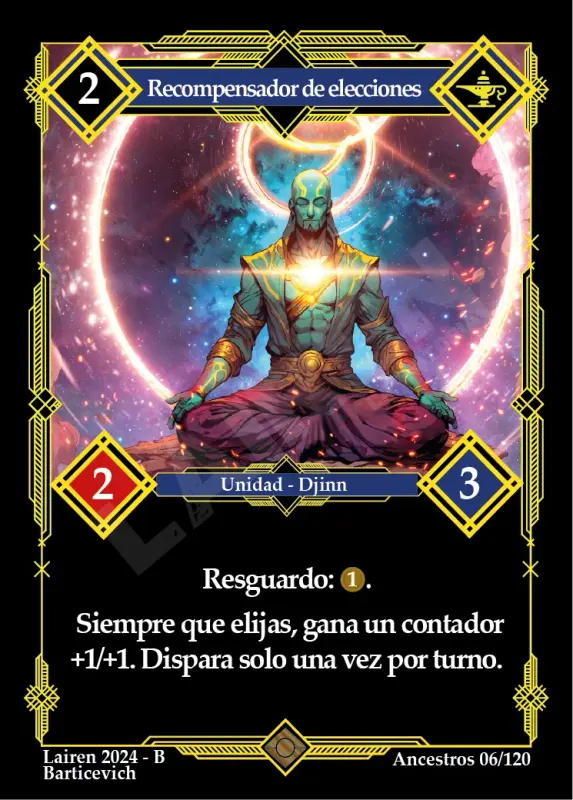 2
Recompensador de elecciones
2
Unidad - Djinn
3
Resguardo: 1.
Siempre que elijas, gana un contador
+1/+1. Dispara solo una vez por turno.
Lairen 2024 - B
Barticevich
Ancestros 06/120